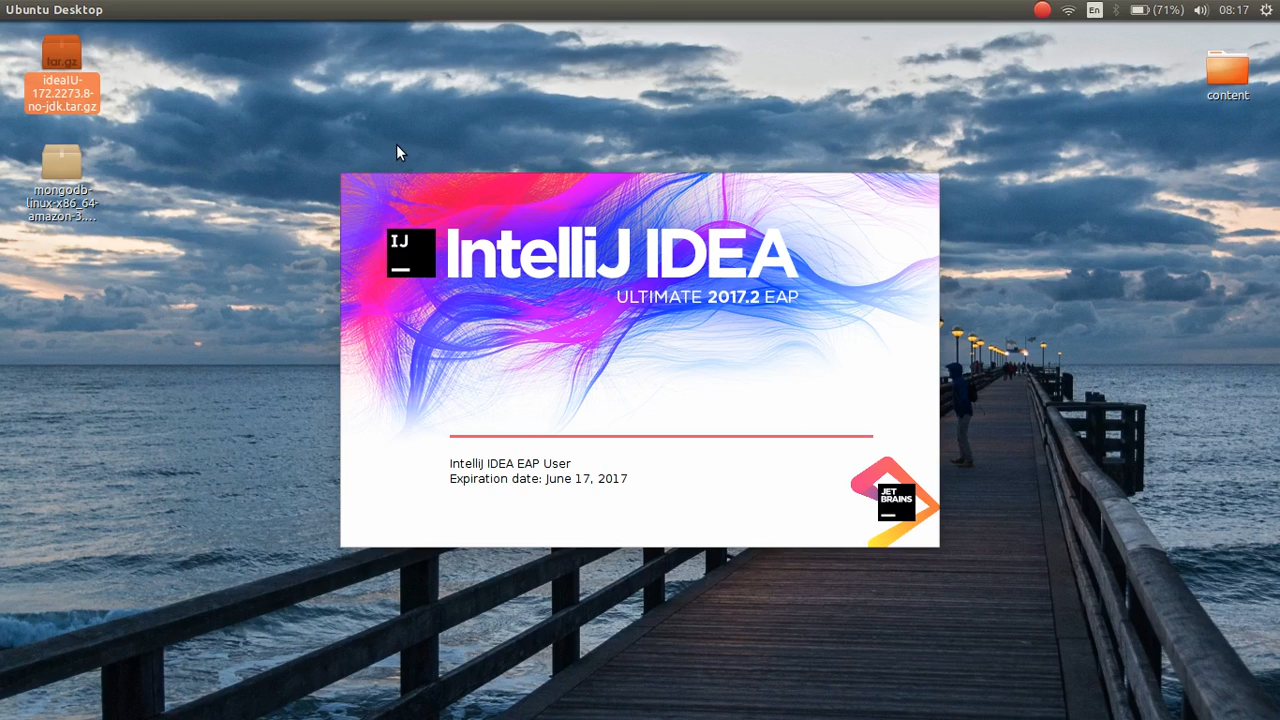 Ubuntu Desktop
En
(71%)
08:17
tar.gz
ideaIU-
172.2273.8-
no-jdk.tar.gz
mongodb-
linux-x86_64-
amazon-3....
content
IJ
IntelliJ IDEA
ULTIMATE 2017.2 EAP
IntelliJ IDEA EAP User
Expiration date: June 17, 2017
JET
BRAINS